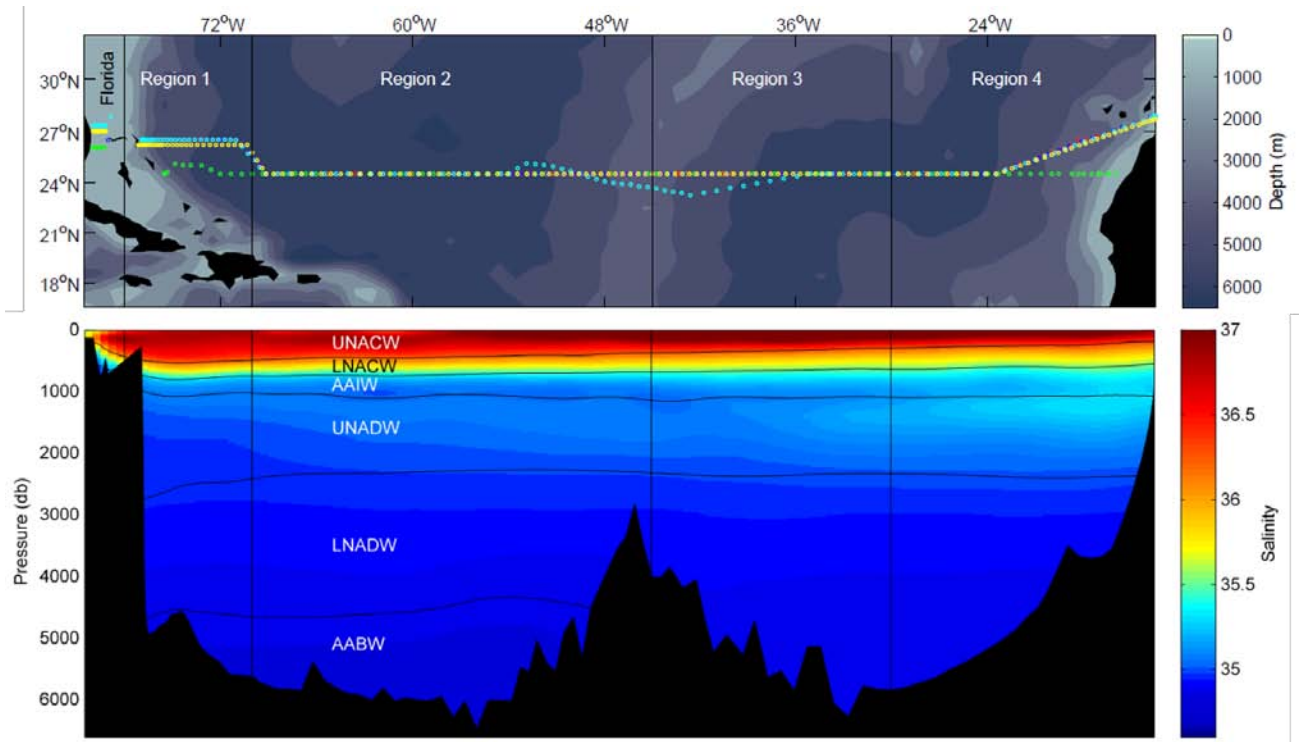 72°W 60°W 48°W 36°W 24°W
Florida
Region 1 Region 2 Region 3 Region 4
30°N
27°N
24°N
21°N
18°N
0
1000
2000
3000
4000
5000
6000
Depth (m)
0
1000
2000
3000
4000
5000
6000
Pressure (db)
UNACW
LNACW
AAIW
UNADW
LNADW
AABW
37
36.5
36
35.5
35
Salinity